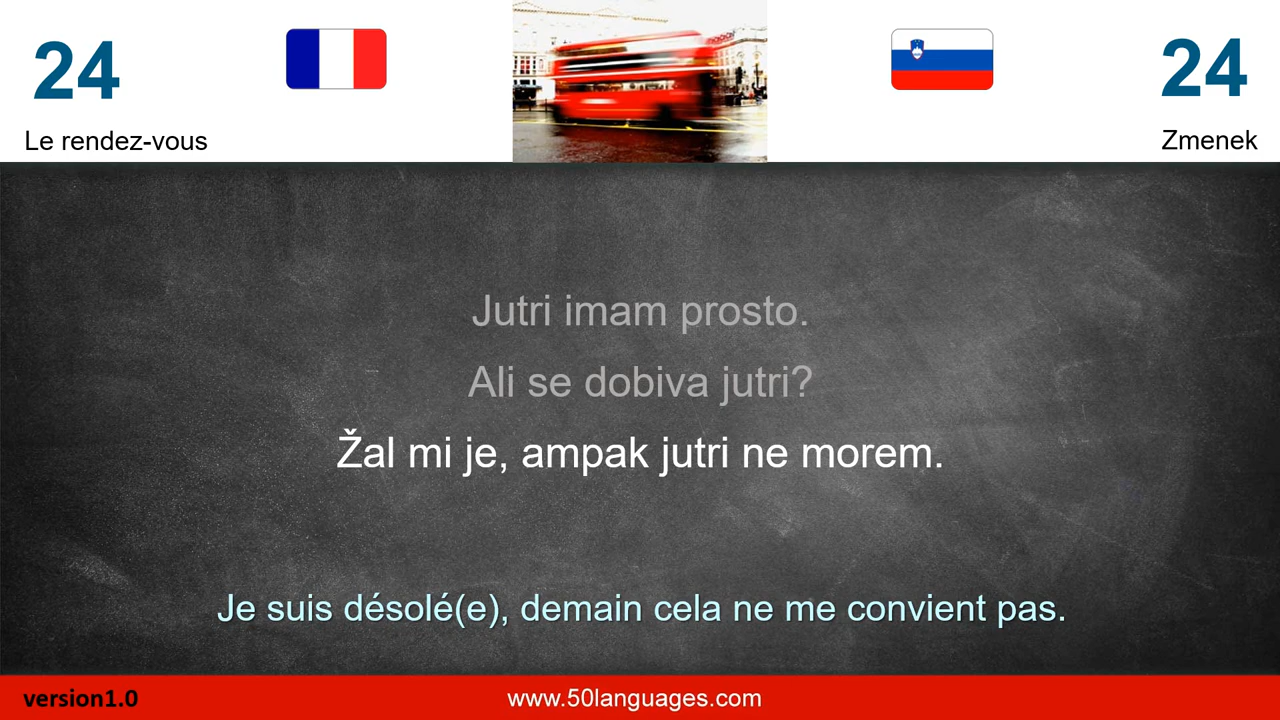 24
24
Le rendez-vous
Zmenek
Jutri imam prosto.
Ali se dobiva jutri?
Žal mi je, ampak jutri ne morem.
Je suis désolé(e), demain cela ne me convient pas.
version1.0
www.50languages.com